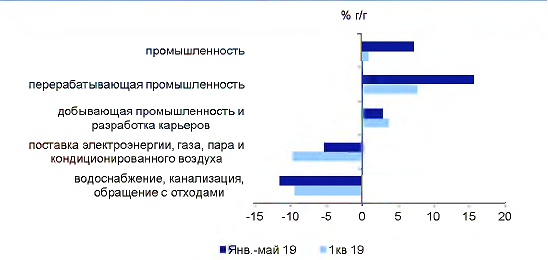 % г/г
промышленность
перерабатывающая промышленность
добывающая промышленность и
разработка карьеров
поставка электроэнергии, газа, пара и
кондиционированного воздуха
водоснабжение, канализация,
обращение с отходами
-15 -10 -5 0 5 10 15 20
Янв.-май 19 1кв 19